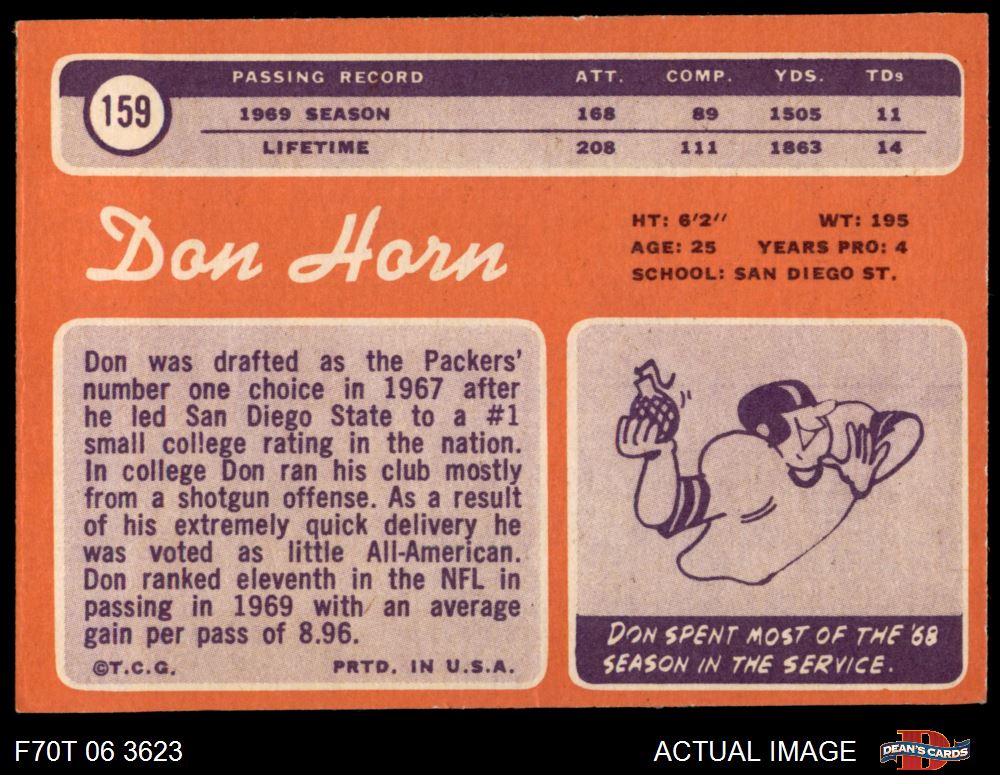 159
PASSING RECORD ATT. COMP. YDS. TDs
1969 SEASON 168 89 1505 11
LIFETIME 208 111 1863 14
Don Horn
HT: 6'2" WT: 195
AGE: 25 YEARS PRO: 4
SCHOOL: SAN DIEGO ST.
Don was drafted as the Packers'
number one choice in 1967 after
he led San Diego State to a #1
small college rating in the nation.
In college Don ran his club mostly
from a shotgun offense. As a result
of his extremely quick delivery he
was voted as little All-American.
Don ranked eleventh in the NFL in
passing in 1969 with an average
gain per pass of 8.96.
©T.C.G. PRTD. IN U.S.A.
DON SPENT MOST OF THE '68
SEASON IN THE SERVICE.
F70T 06 3623
ACTUAL IMAGE
D
DEAN'S CARDS